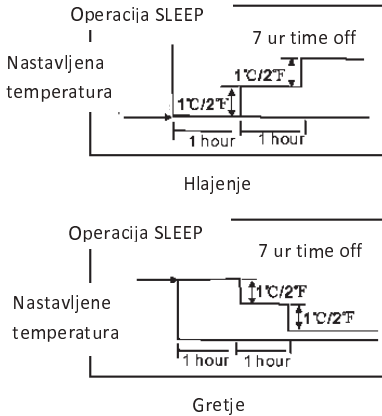 Operacija SLEEP
7 ur time off
Nastavljena
temperatura
1℃/2℉
1℃/2℉
1 hour
1 hour
Hlajenje
Operacija SLEEP
7 ur time off
Nastavljene
temperatura
1℃/2℉
1℃/2℉
1 hour
1 hour
Gretje